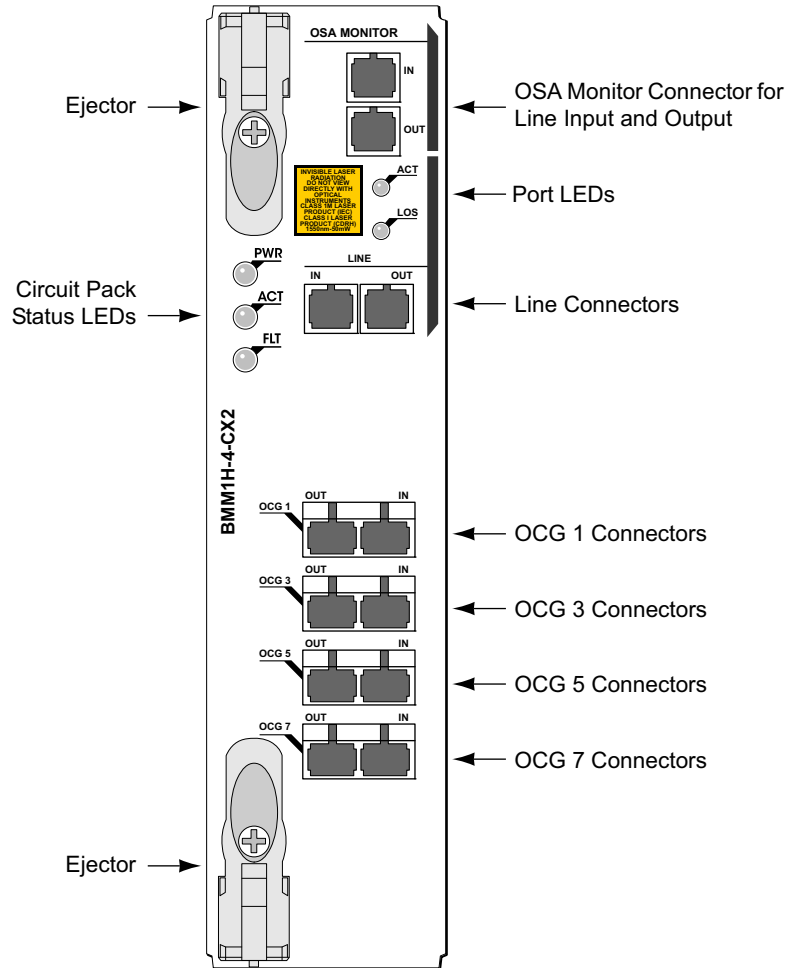 OSA MONITOR
IN
OUT
Ejector
OSA Monitor Connector for
Line Input and Output
INVISIBLE LASER
RADIATION
DO NOT VIEW
DIRECTLY WITH
OPTICAL
INSTRUMENTS
CLASS 1M LASER
PRODUCT (IEC)
CLASS I LASER
PRODUCT (CDRH)
1550nm-50mW
ACT
LOS
Port LEDs
PWR
ACT
FLT
Circuit Pack
Status LEDs
LINE
IN OUT
Line Connectors
BMM1H-4-CX2
OUT IN
OCG 1
OCG 1 Connectors
OUT IN
OCG 3
OCG 3 Connectors
OUT IN
OCG 5
OCG 5 Connectors
OUT IN
OCG 7
OCG 7 Connectors
Ejector